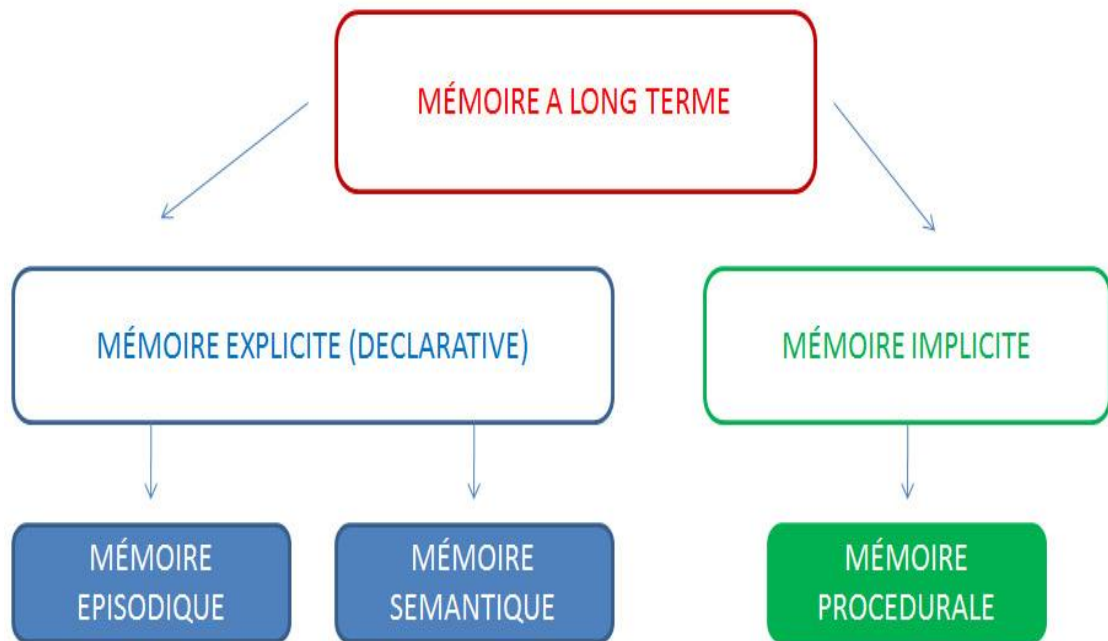 MÉMOIRE A LONG TERME
MÉMOIRE EXPLICITE (DECLARATIVE)
MÉMOIRE IMPLICITE
MÉMOIRE
EPISODIQUE
MÉMOIRE
SEMANTIQUE
MÉMOIRE
PROCEDURALE